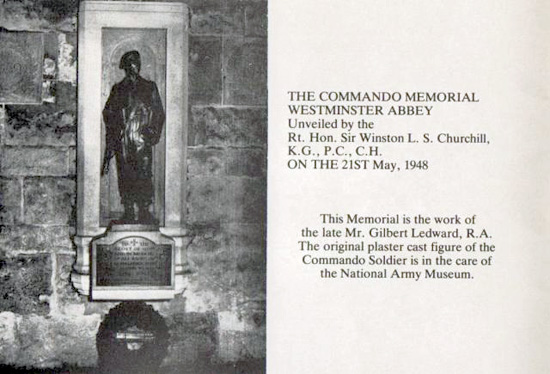 THE COMMANDO MEMORIAL
WESTMINSTER ABBEY
Unveiled by the
Rt. Hon. Sir Winston L. S. Churchill,
K.G., P.C., C.H.
ON THE 21ST May, 1948
This Memorial is the work of
the late Mr. Gilbert Ledward, R.A.
The original plaster cast figure of the
Commando Soldier is in the care of
the National Army Museum.